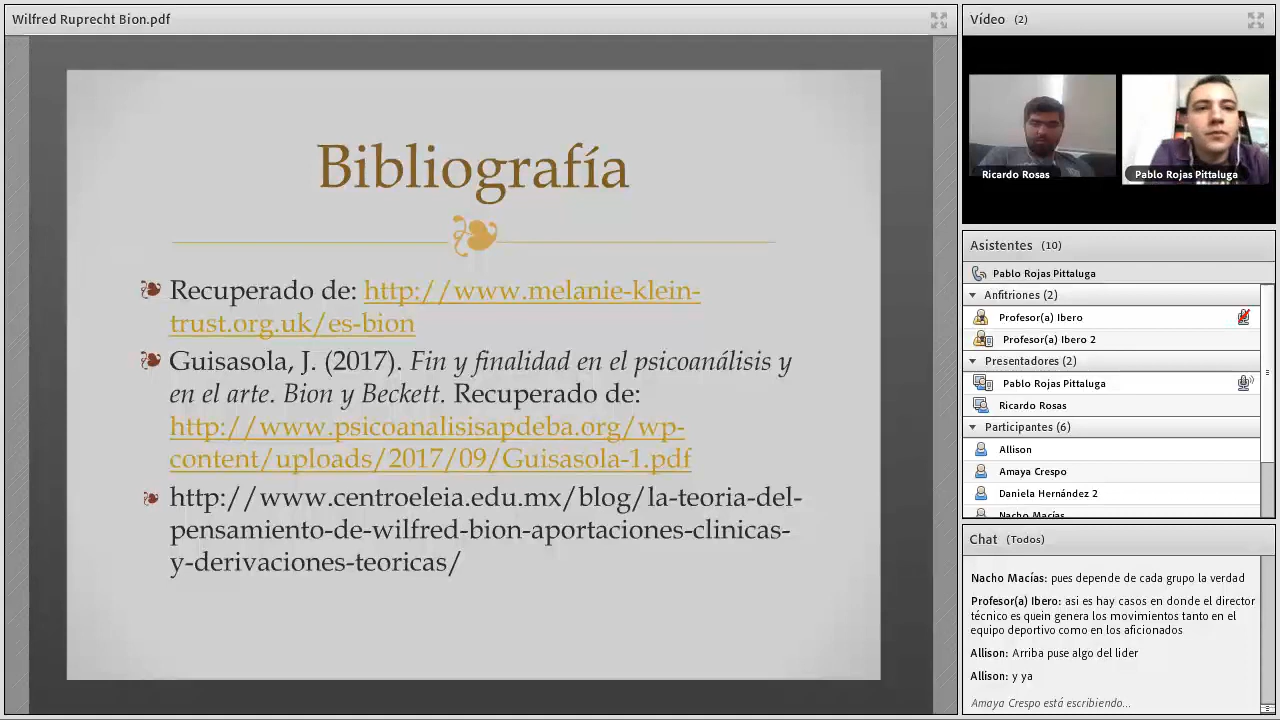 Wilfred Ruprecht Bion.pdf
Bibliografía
Recuperado de: http://www.melanie-klein-
trust.org.uk/es-bion
Guisasola, J. (2017). Fin y finalidad en el psicoanálisis y
en el arte. Bion y Beckett. Recuperado de:
http://www.psicoanalisisapdeba.org/wp-
content/uploads/2017/09/Guisasola-1.pdf
http://www.centroeleia.edu.mx/blog/la-teoria-del-
pensamiento-de-wilfred-bion-aportaciones-clinicas-
y-derivaciones-teoricas/
Vídeo (2)
Ricardo Rosas
Pablo Rojas Pittaluga
Asistentes (10)
Pablo Rojas Pittaluga
Anfitriones (2)
Profesor(a) Ibero
Profesor(a) Ibero 2
Presentadores (2)
Pablo Rojas Pittaluga
Ricardo Rosas
Participantes (6)
Allison
Amaya Crespo
Daniela Hernández 2
Nacho Macías
Chat (Todos)
Nacho Macías: pues depende de cada grupo la verdad
Profesor(a) Ibero: asi es hay casos en donde el director
técnico es quein genera los movimientos tanto en el
equipo deportivo como en los aficionados
Allison: Arriba puse algo del lider
Allison: y ya
Amaya Crespo está escribiendo...